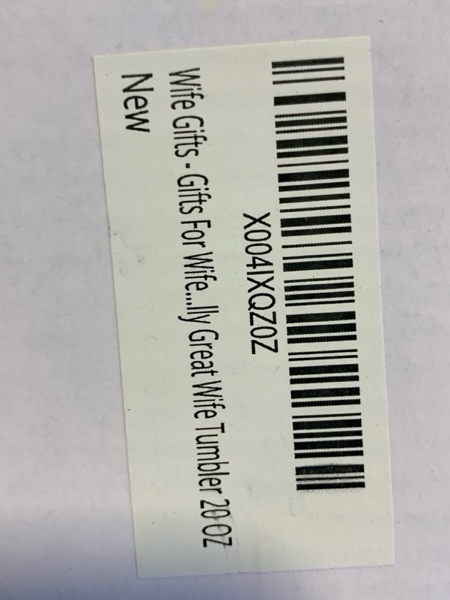 X004IXQZ0Z
Wife Gifts - Gifts For Wife...lly Great Wife Tumbler 20 OZ
New